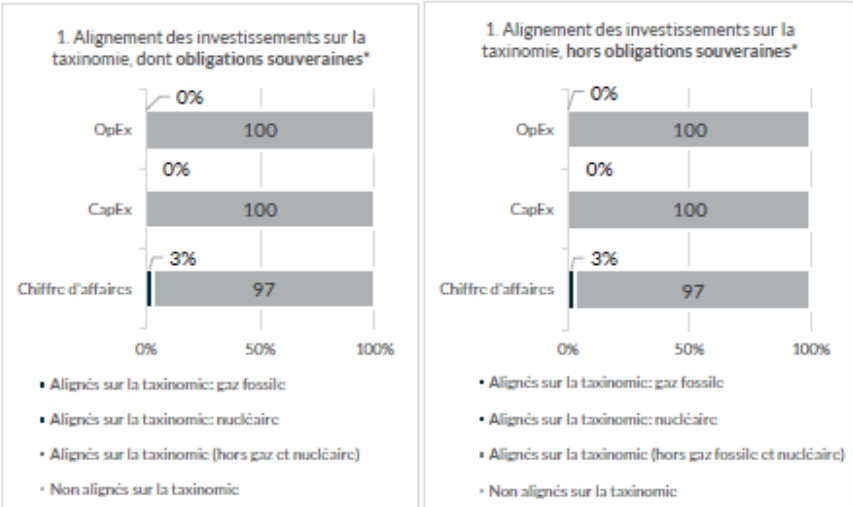 1. Alignement des investissements sur la
taxinomie, dont obligations souveraines*
0%
OpEx
100
0%
CapEx
100
3%
Chiffre d'affaires
97
0%
50%
100%
Alignés sur la taxinomie: gaz fossile
Alignés sur la taxinomie: nucléaire
Alignés sur la taxinomie (hors gaz et nucléaire)
Non alignés sur la taxinomie
1. Alignement des investissements sur la
taxinomie, hors obligations souveraines*
0%
OpEx
100
0%
CapEx
100
3%
Chiffre d'affaires
97
0%
50%
100%
Alignés sur la taxinomie: gaz fossile
Alignés sur la taxinomie: nucléaire
Alignés sur la taxinomie (hors gaz fossile et nucléaire)
Non alignés sur la taxinomie